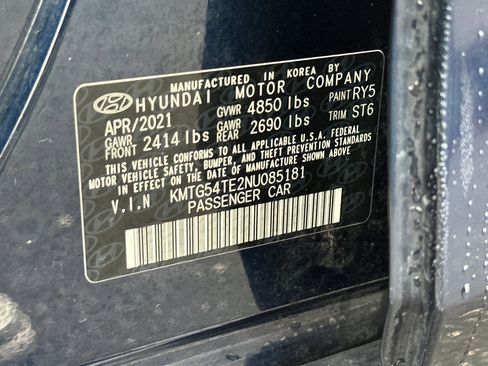 MANUFACTURED IN KOREA BY
HYUNDAI MOTOR COMPANY
APR/2021 GVWR 4850 lbs PAINT RY5
GAWR FRONT 2414 lbs GAWR REAR 2690 lbs TRIM ST6
THIS VEHICLE CONFORMS TO ALL APPLICABLE U.S.A. FEDERAL
MOTOR VEHICLE SAFETY, BUMPER, AND THEFT PREVENTION STANDARDS
IN EFFECT ON THE DATE OF MANUFACTURE SHOWN ABOVE.
V.I.N KMTG54TE2NU085181
PASSENGER CAR